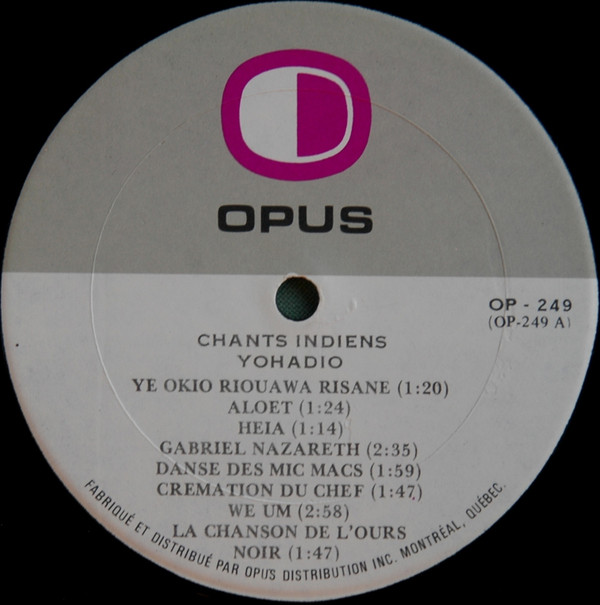 OPUS
OP - 249
(OP-249 A)
CHANTS INDIENS
YOHADIO
YE OKIO RIOUAWA RISANE (1:20)
ALOET (1:24)
HEIA (1:14)
GABRIEL NAZARETH (2:35)
DANSE DES MIC MACS (1:59)
CREMATION DU CHEF (1:47)
WE UM (2:58)
LA CHANSON DE L'OURS
NOIR (1:47)
FABRIQUÉ ET DISTRIBUÉ PAR OPUS DISTRIBUTION INC. MONTRÉAL, QUÉBEC.